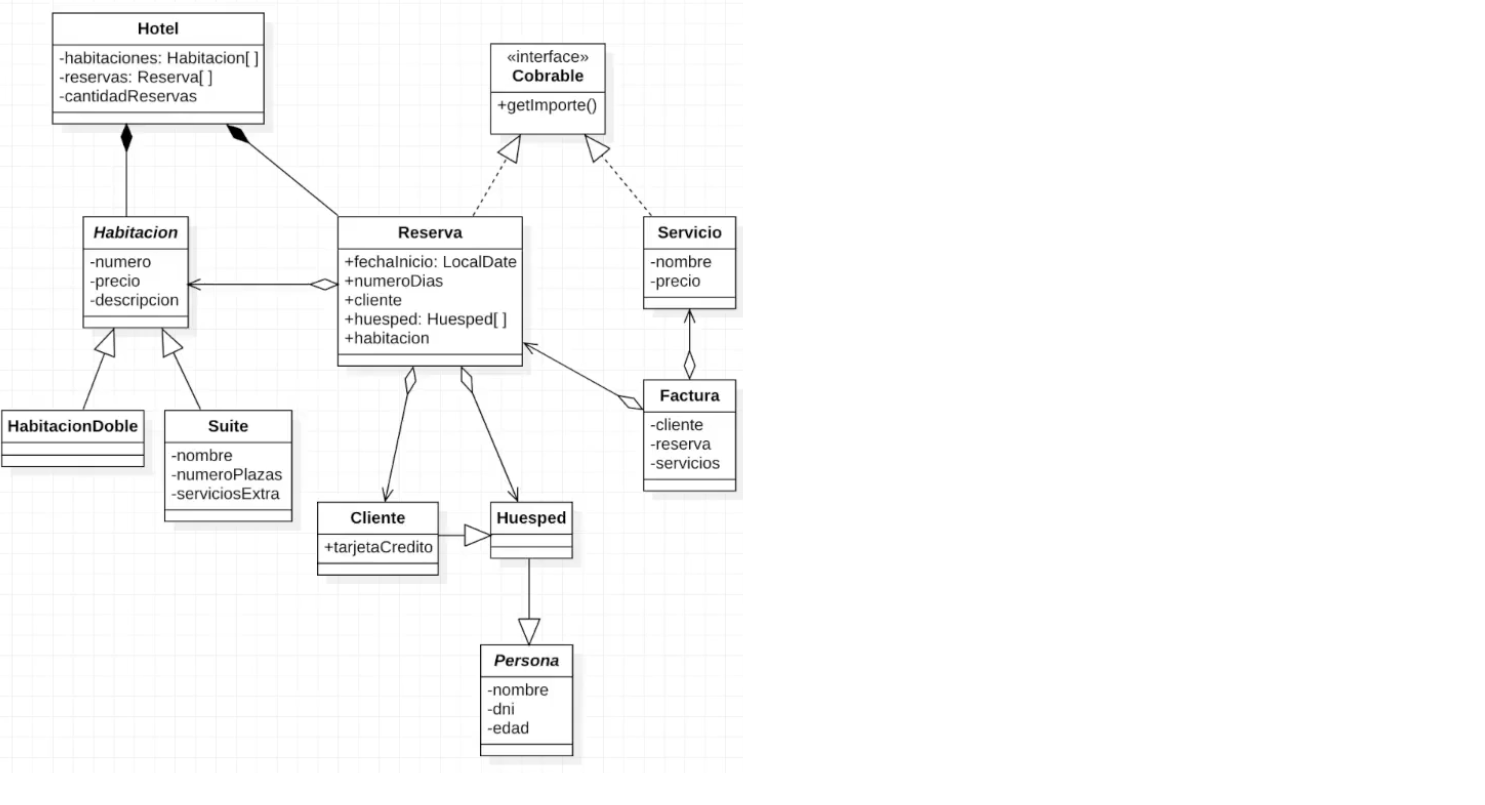 Hotel
-habitaciones: Habitacion[ ]
-reservas: Reserva[ ]
-cantidadReservas
«interface»
Cobrable
+getImporte()
Habitacion
-numero
-precio
-descripcion
Reserva
+fechaInicio: LocalDate
+numeroDias
+cliente
+huesped: Huesped[ ]
+habitacion
Servicio
-nombre
-precio
HabitacionDoble
Suite
-nombre
-numeroPlazas
-serviciosExtra
Factura
-cliente
-reserva
-servicios
Cliente
+tarjetaCredito
Huesped
Persona
-nombre
-dni
-edad